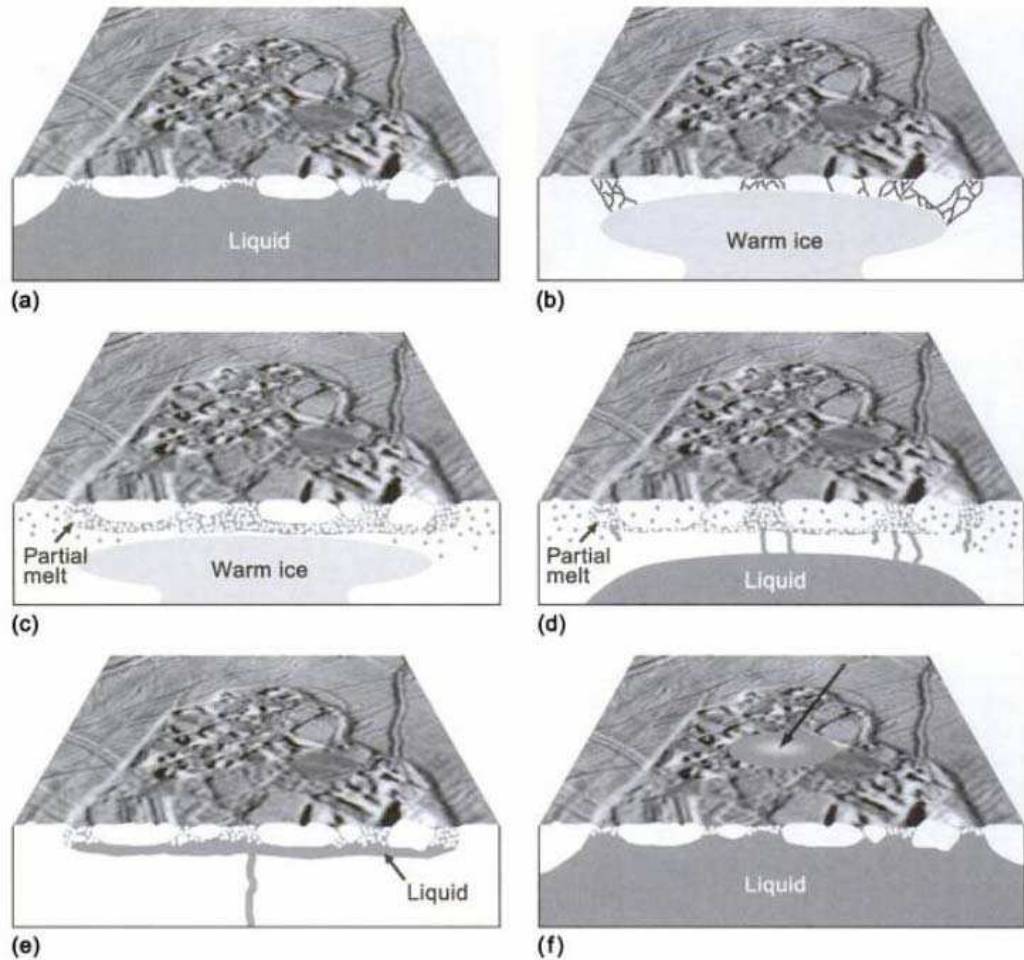 Liquid
(a)
Warm ice
(b)
Partial
melt
Warm ice
(c)
Partial
melt
Liquid
(d)
Liquid
(e)
Liquid
(f)